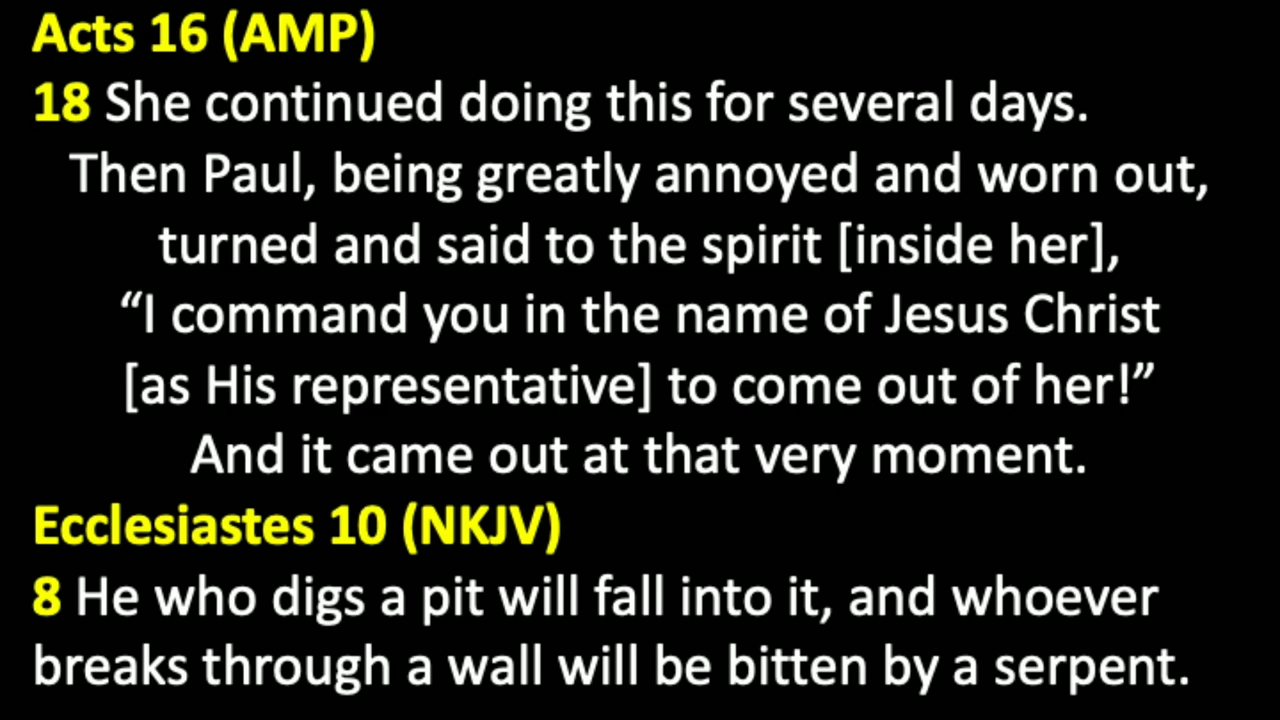 Acts 16 (AMP)
18 She continued doing this for several days.
Then Paul, being greatly annoyed and worn out,
turned and said to the spirit [inside her],
“I command you in the name of Jesus Christ
[as His representative] to come out of her!”
And it came out at that very moment.
Ecclesiastes 10 (NKJV)
8 He who digs a pit will fall into it, and whoever
breaks through a wall will be bitten by a serpent.